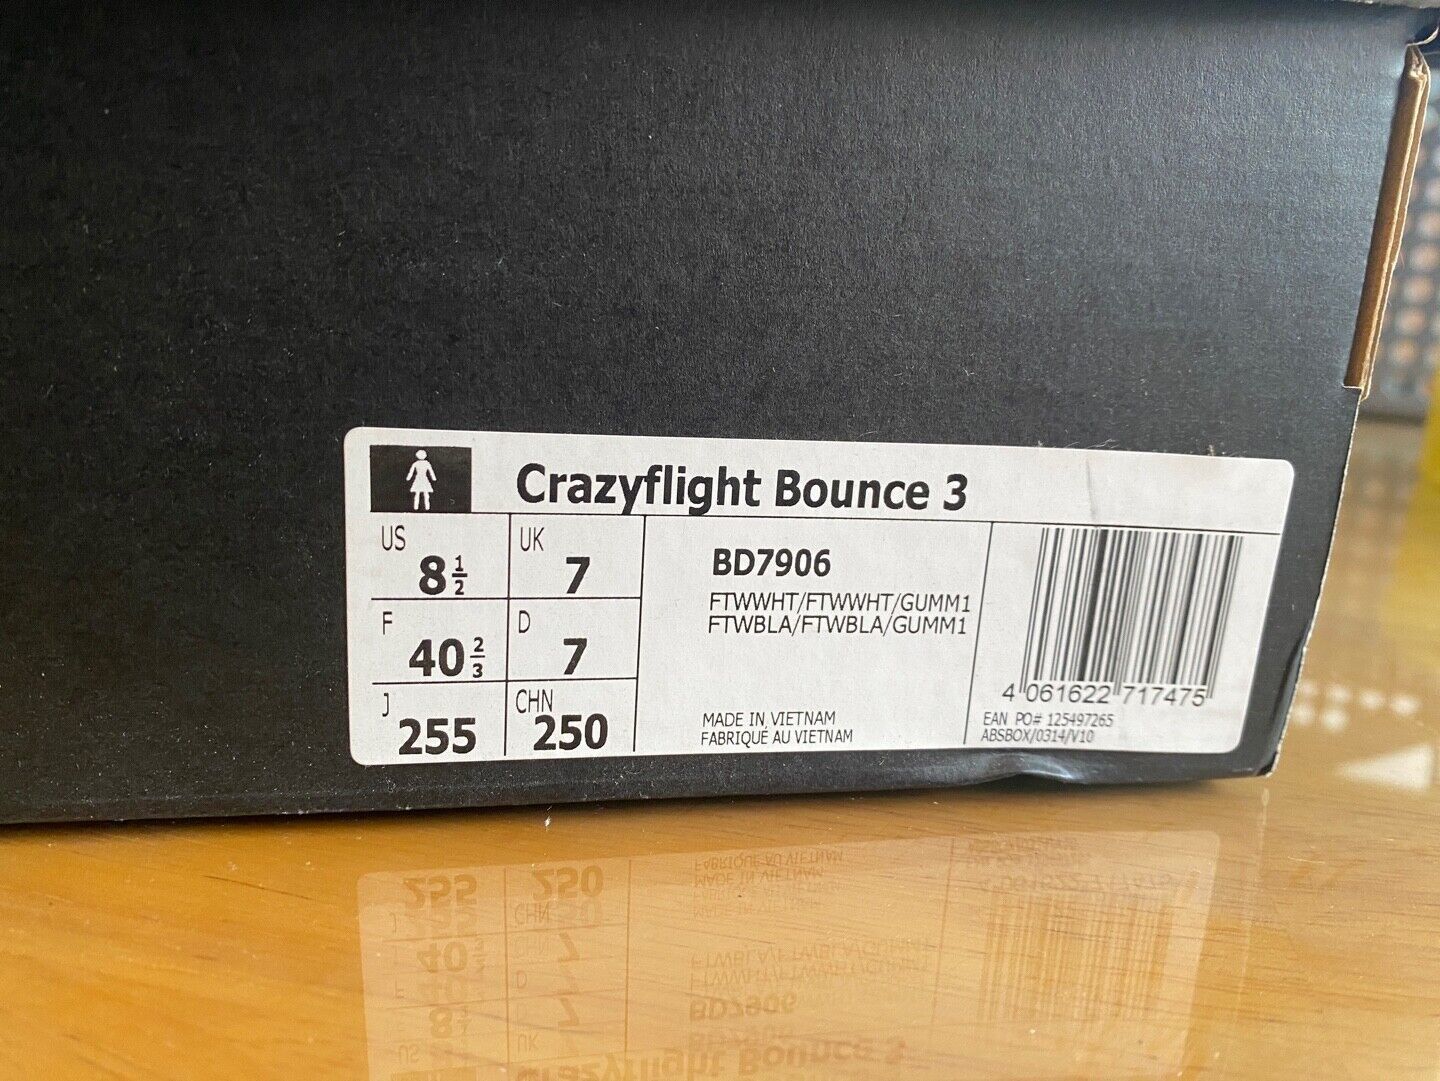 Crazyflight Bounce 3
US 8 1/2 UK 7
F 40 2/3 D 7
J 255 CHN 250
BD7906
FTWWHT/FTWWHT/GUMM1
FTWBLA/FTWBLA/GUMM1
MADE IN VIETNAM
FABRIQUÉ AU VIETNAM
4 061622 717475
EAN PO# 125497265
ABSBOX/0314/V10